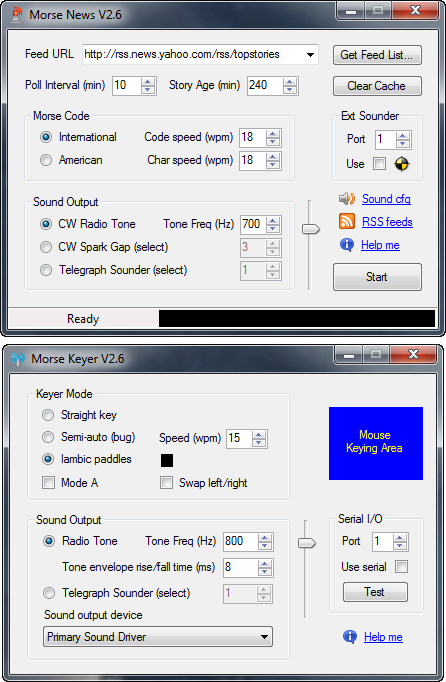 Morse News V2.6
Feed URL http://rss.news.yahoo.com/rss/topstories Get Feed List...
Poll Interval (min) 10 Story Age (min) 240 Clear Cache
Morse Code Ext Sounder
International Code speed (wpm) 18 Port 1
American Char speed (wpm) 18 Use
Sound Output Sound cfg
CW Radio Tone Tone Freq (Hz) 700 RSS feeds
CW Spark Gap (select) 3 Help me
Telegraph Sounder (select) 1 Start
Ready
Morse Keyer V2.6
Keyer Mode
Straight key
Semi-auto (bug) Speed (wpm) 15
Iambic paddles
Mode A Swap left/right
Mouse
Keying Area
Sound Output Serial I/O
Radio Tone Tone Freq (Hz) 800 Port 1
Tone envelope rise/fall time (ms) 8 Use serial
Telegraph Sounder (select) 1 Test
Sound output device
Primary Sound Driver Help me